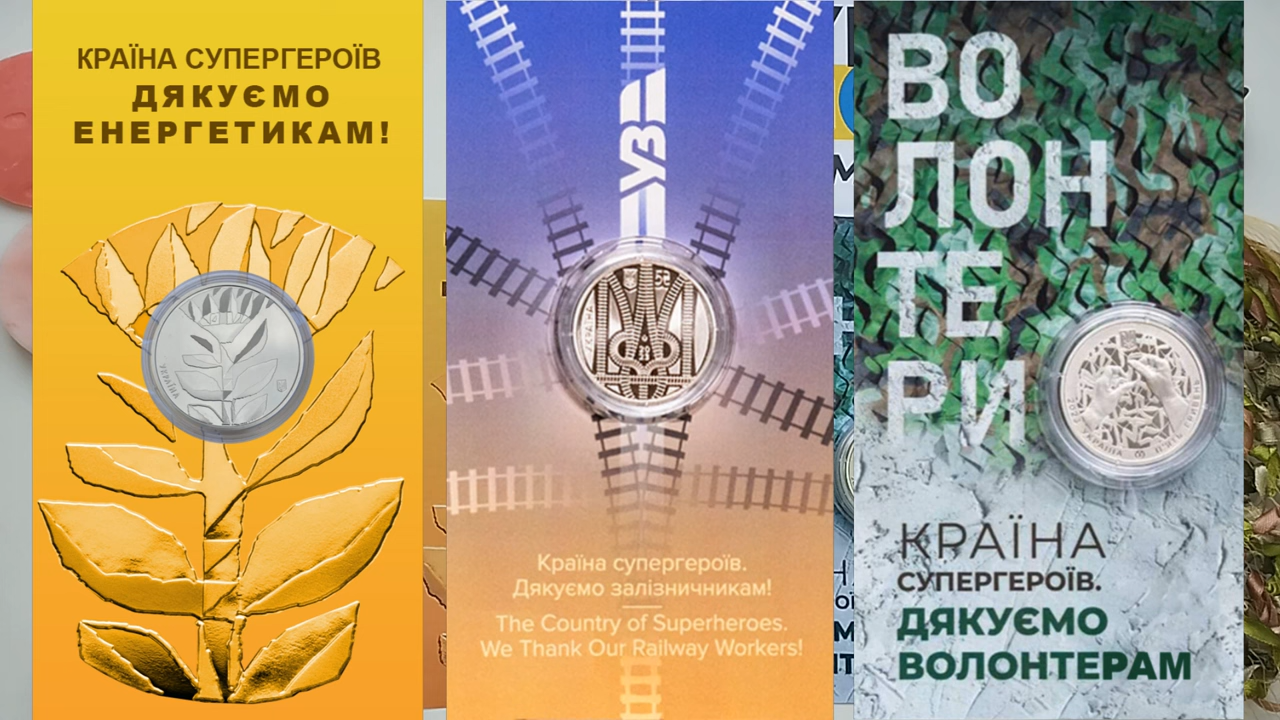 КРАЇНА СУПЕРГЕРОЇВ
ДЯКУЄМО
ЕНЕРГЕТИКАМ!
УКРАЇНА
УЗ
Країна супергероїв.
Дякуємо залізничникам!
The Country of Superheroes.
We Thank Our Railway Workers!
ВО
ЛОН
ТЕ
РИ
КРАЇНА
СУПЕРГЕРОЇВ.
ДЯКУЄМО
ВОЛОНТЕРАМ